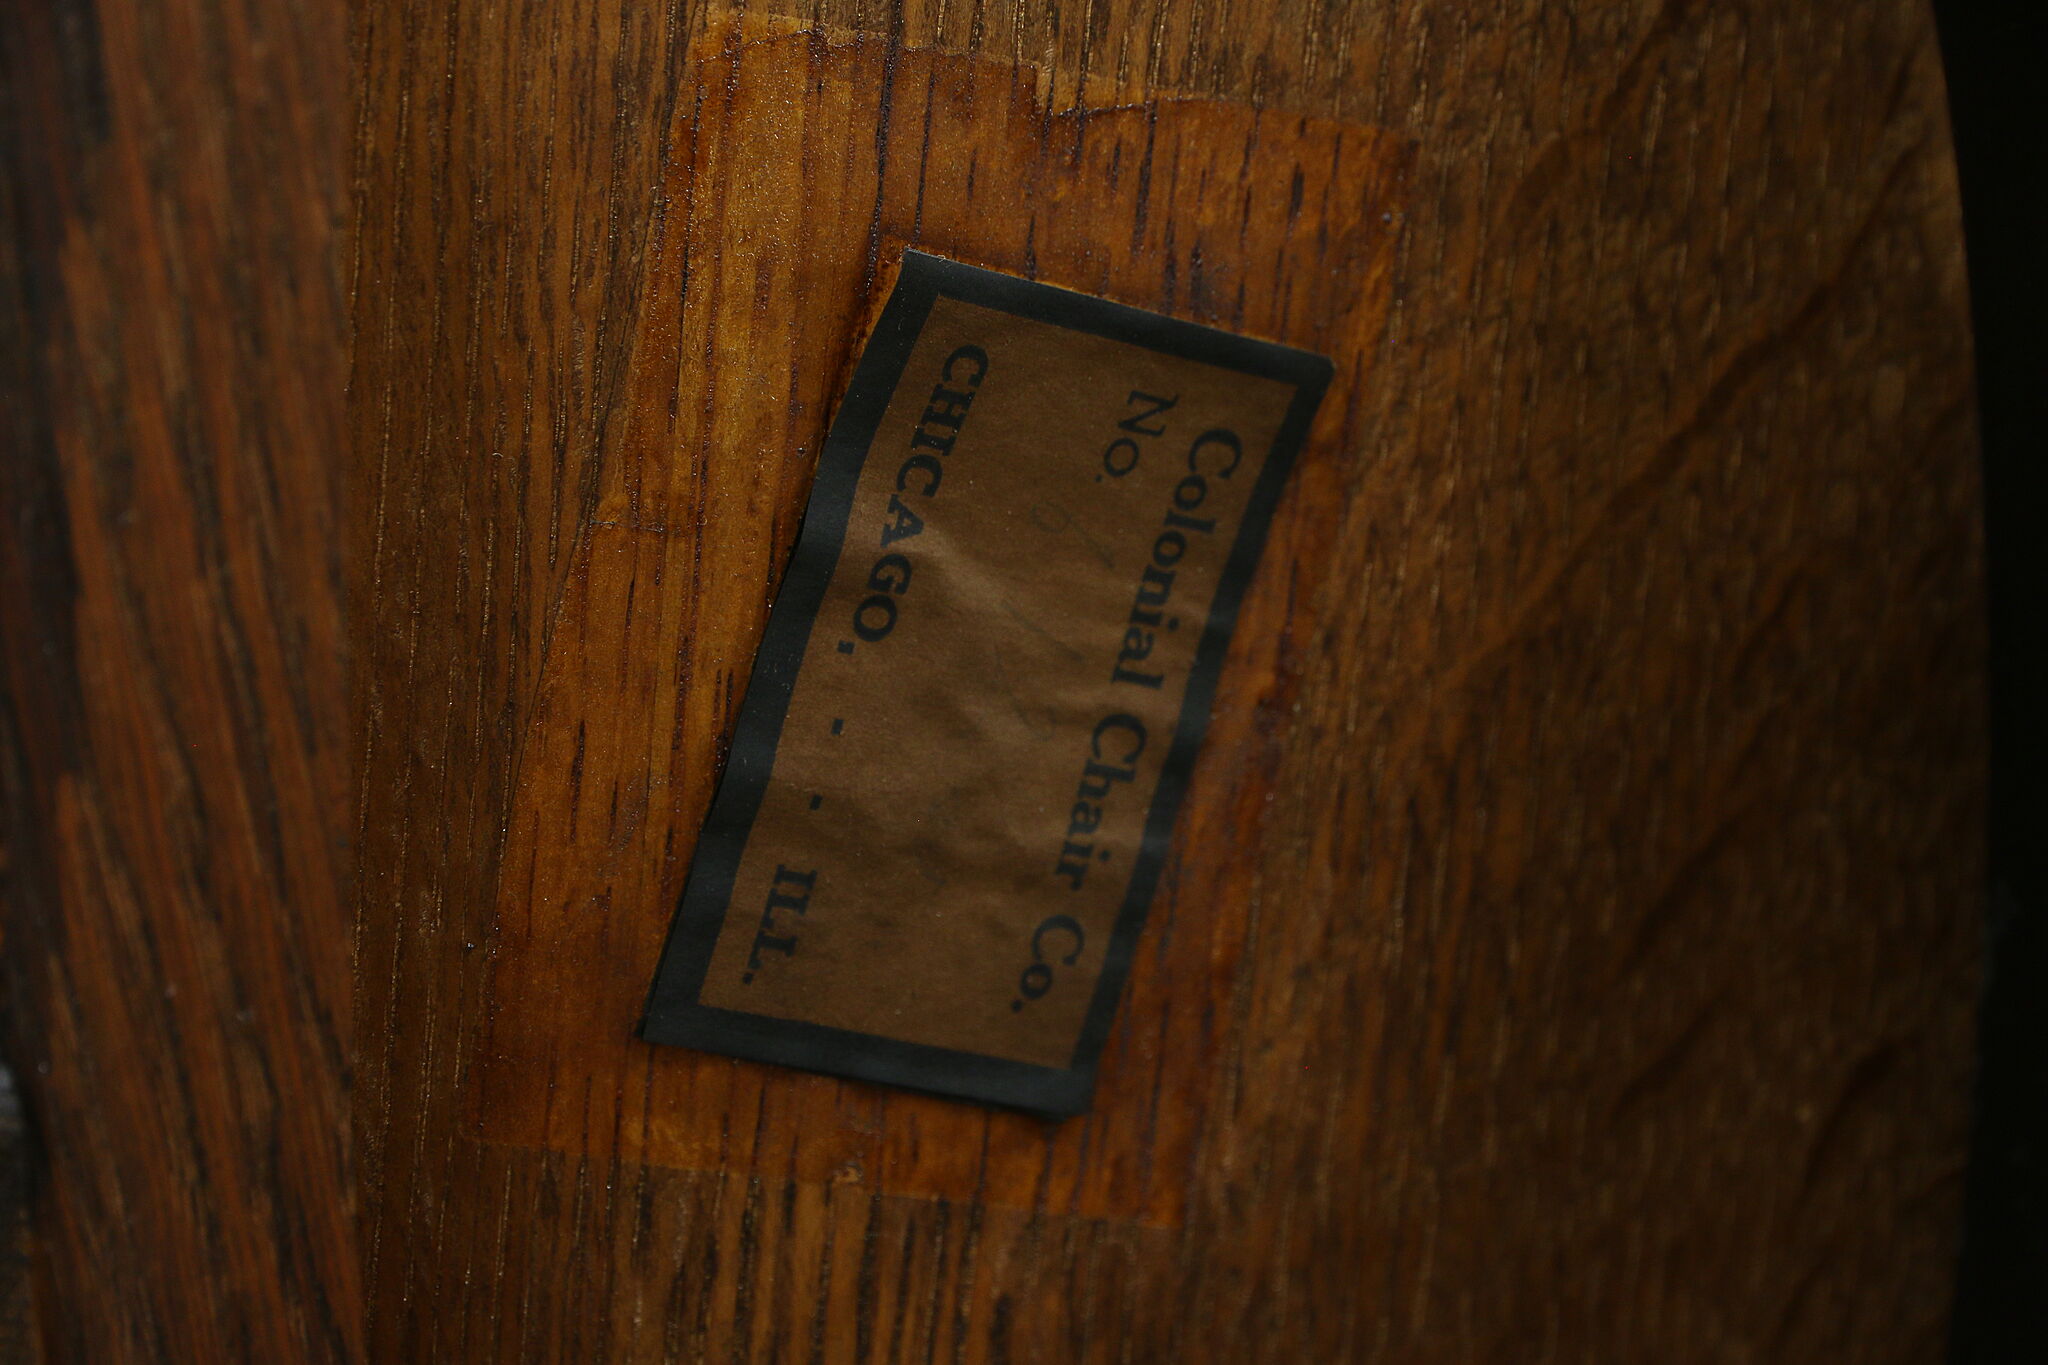 Colonial Chair Co.
No.
CHICAGO, - - ILL.